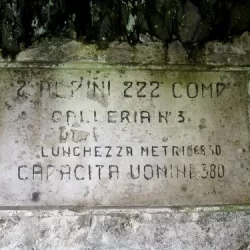 2 ALPINI 222 COMP
GALLERIA N 3
LUNGHEZZA METRI
CAPACITA UOMINI 380